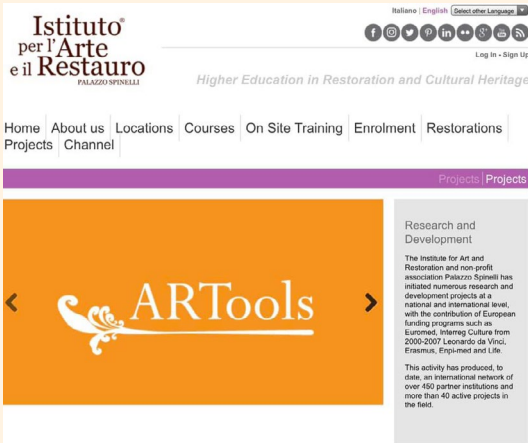 Istituto®
per l'Arte
e il Restauro
PALAZZO SPINELLI
Italiano | English Select other Language
Log In - Sign Up
Higher Education in Restoration and Cultural Heritage
Home About us Locations Courses On Site Training Enrolment Restorations
Projects Channel
Projects Projects
ARTools
Research and
Development
The Institute for Art and
Restoration and non-profit
association Palazzo Spinelli has
initiated numerous research and
development projects at a
national and international level,
with the contribution of European
funding programs such as
Euromed, Interreg Culture from
2000-2007 Leonardo da Vinci,
Erasmus, Enpi-med and Life.
This activity has produced, to
date, an international network of
over 450 partner institutions and
more than 40 active projects in
the field.